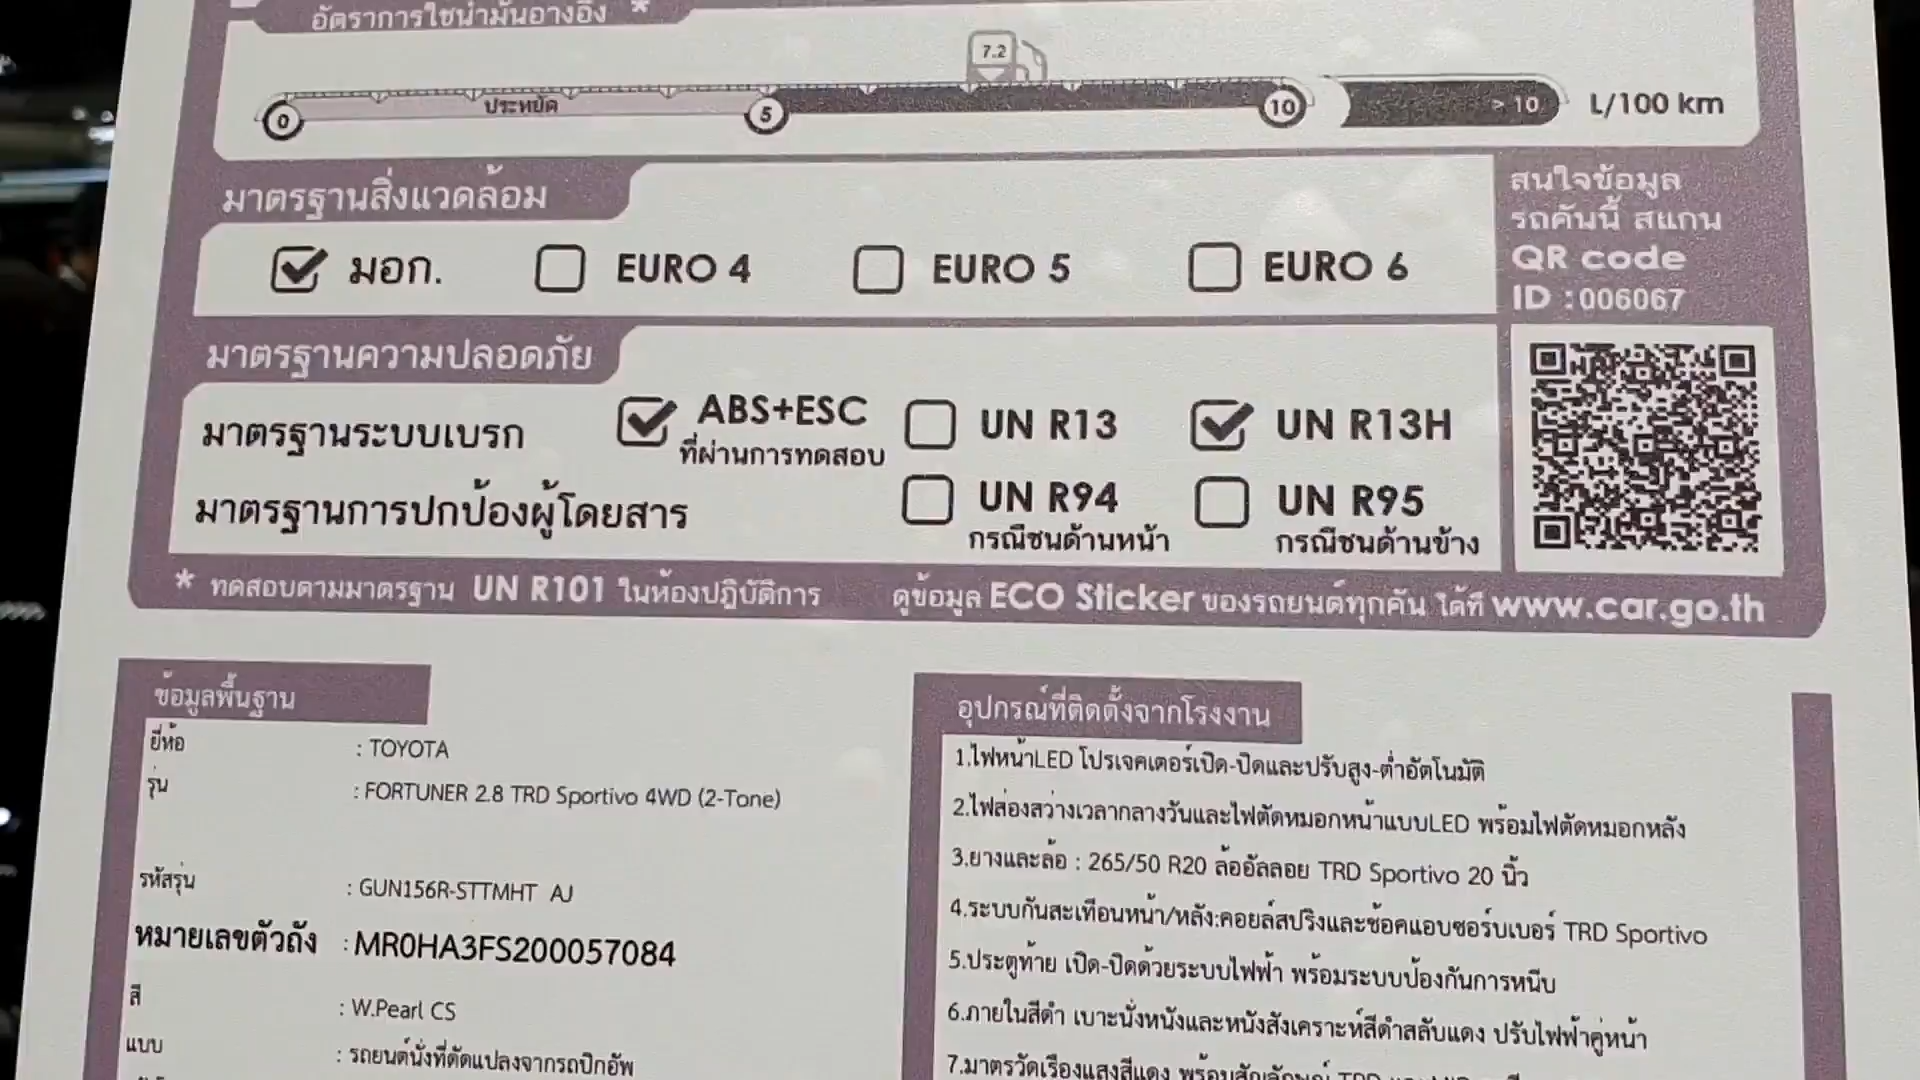 อัตราการใช้น้ำมันอ้างอิง *
7.2
0 ประหยัด 5 10 > 10 L/100 km
มาตรฐานสิ่งแวดล้อม
มอก. EURO 4 EURO 5 EURO 6
สนใจข้อมูล
รถคันนี้ สแกน
QR code
ID :006067
มาตรฐานความปลอดภัย
มาตรฐานระบบเบรก ABS+ESC UN R13 UN R13H
ที่ผ่านการทดสอบ
มาตรฐานการปกป้องผู้โดยสาร UN R94 UN R95
กรณีชนด้านหน้า กรณีชนด้านข้าง
* ทดสอบตามมาตรฐาน UN R101 ในห้องปฏิบัติการ ดูข้อมูล ECO Sticker ของรถยนต์ทุกคัน ได้ที่ www.car.go.th
ข้อมูลพื้นฐาน
ยี่ห้อ : TOYOTA
รุ่น : FORTUNER 2.8 TRD Sportivo 4WD (2-Tone)
รหัสรุ่น : GUN156R-STTMHT AJ
หมายเลขตัวถัง : MR0HA3FS200057084
สี : W.Pearl CS
แบบ : รถยนต์นั่งที่ดัดแปลงจากรถปิกอัพ
อุปกรณ์ที่ติดตั้งจากโรงงาน
1.ไฟหน้าLED โปรเจคเตอร์เปิด-ปิดและปรับสูง-ต่ำอัตโนมัติ
2.ไฟส่องสว่างเวลากลางวันและไฟตัดหมอกหน้าแบบLED พร้อมไฟตัดหมอกหลัง
3.ยางและล้อ : 265/50 R20 ล้ออัลลอย TRD Sportivo 20 นิ้ว
4.ระบบกันสะเทือนหน้า/หลัง:คอยล์สปริงและช้อคแอบซอร์บเบอร์ TRD Sportivo
5.ประตูท้าย เปิด-ปิดด้วยระบบไฟฟ้า พร้อมระบบป้องกันการหนีบ
6.ภายในสีดำ เบาะนั่งหนังและหนังสังเคราะห์สีดำสลับแดง ปรับไฟฟ้าคู่หน้า
7.มาตรวัดเรืองแสงสีแดง พร้อมสัญลักษณ์ TRD